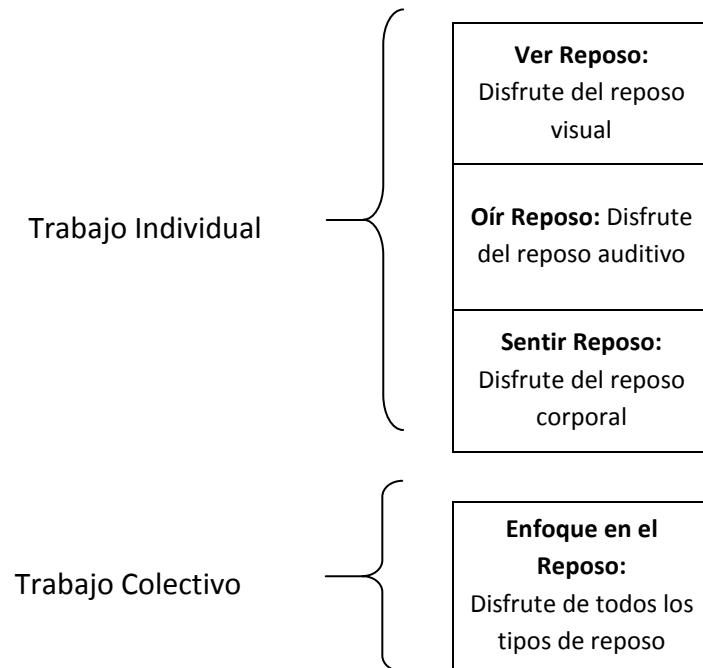 Trabajo Individual
Ver Reposo:
Disfrute del reposo
visual
Oír Reposo: Disfrute
del reposo auditivo
Sentir Reposo:
Disfrute del reposo
corporal
Trabajo Colectivo
Enfoque en el
Reposo:
Disfrute de todos los
tipos de reposo